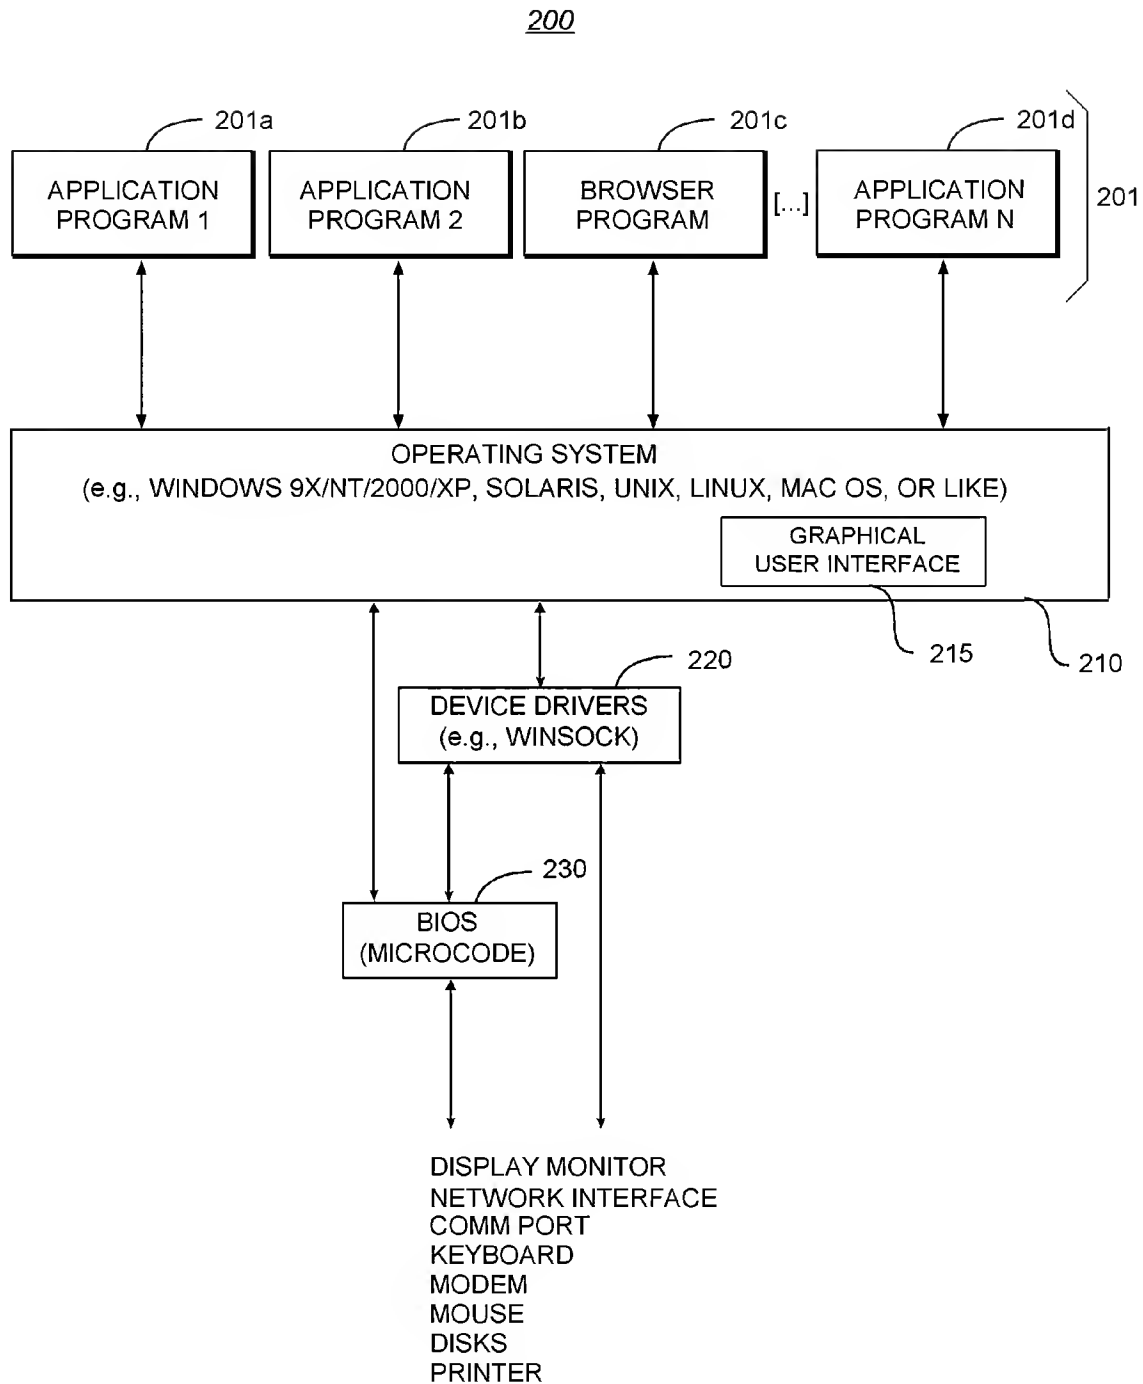 200
201a
201b
201c
201d
APPLICATION
PROGRAM 1
APPLICATION
PROGRAM 2
BROWSER
PROGRAM
[...]
APPLICATION
PROGRAM N
201
OPERATING SYSTEM
(e.g., WINDOWS 9X/NT/2000/XP, SOLARIS, UNIX, LINUX, MAC OS, OR LIKE)
GRAPHICAL
USER INTERFACE
215
210
220
DEVICE DRIVERS
(e.g., WINSOCK)
230
BIOS
(MICROCODE)
DISPLAY MONITOR
NETWORK INTERFACE
COMM PORT
KEYBOARD
MODEM
MOUSE
DISKS
PRINTER